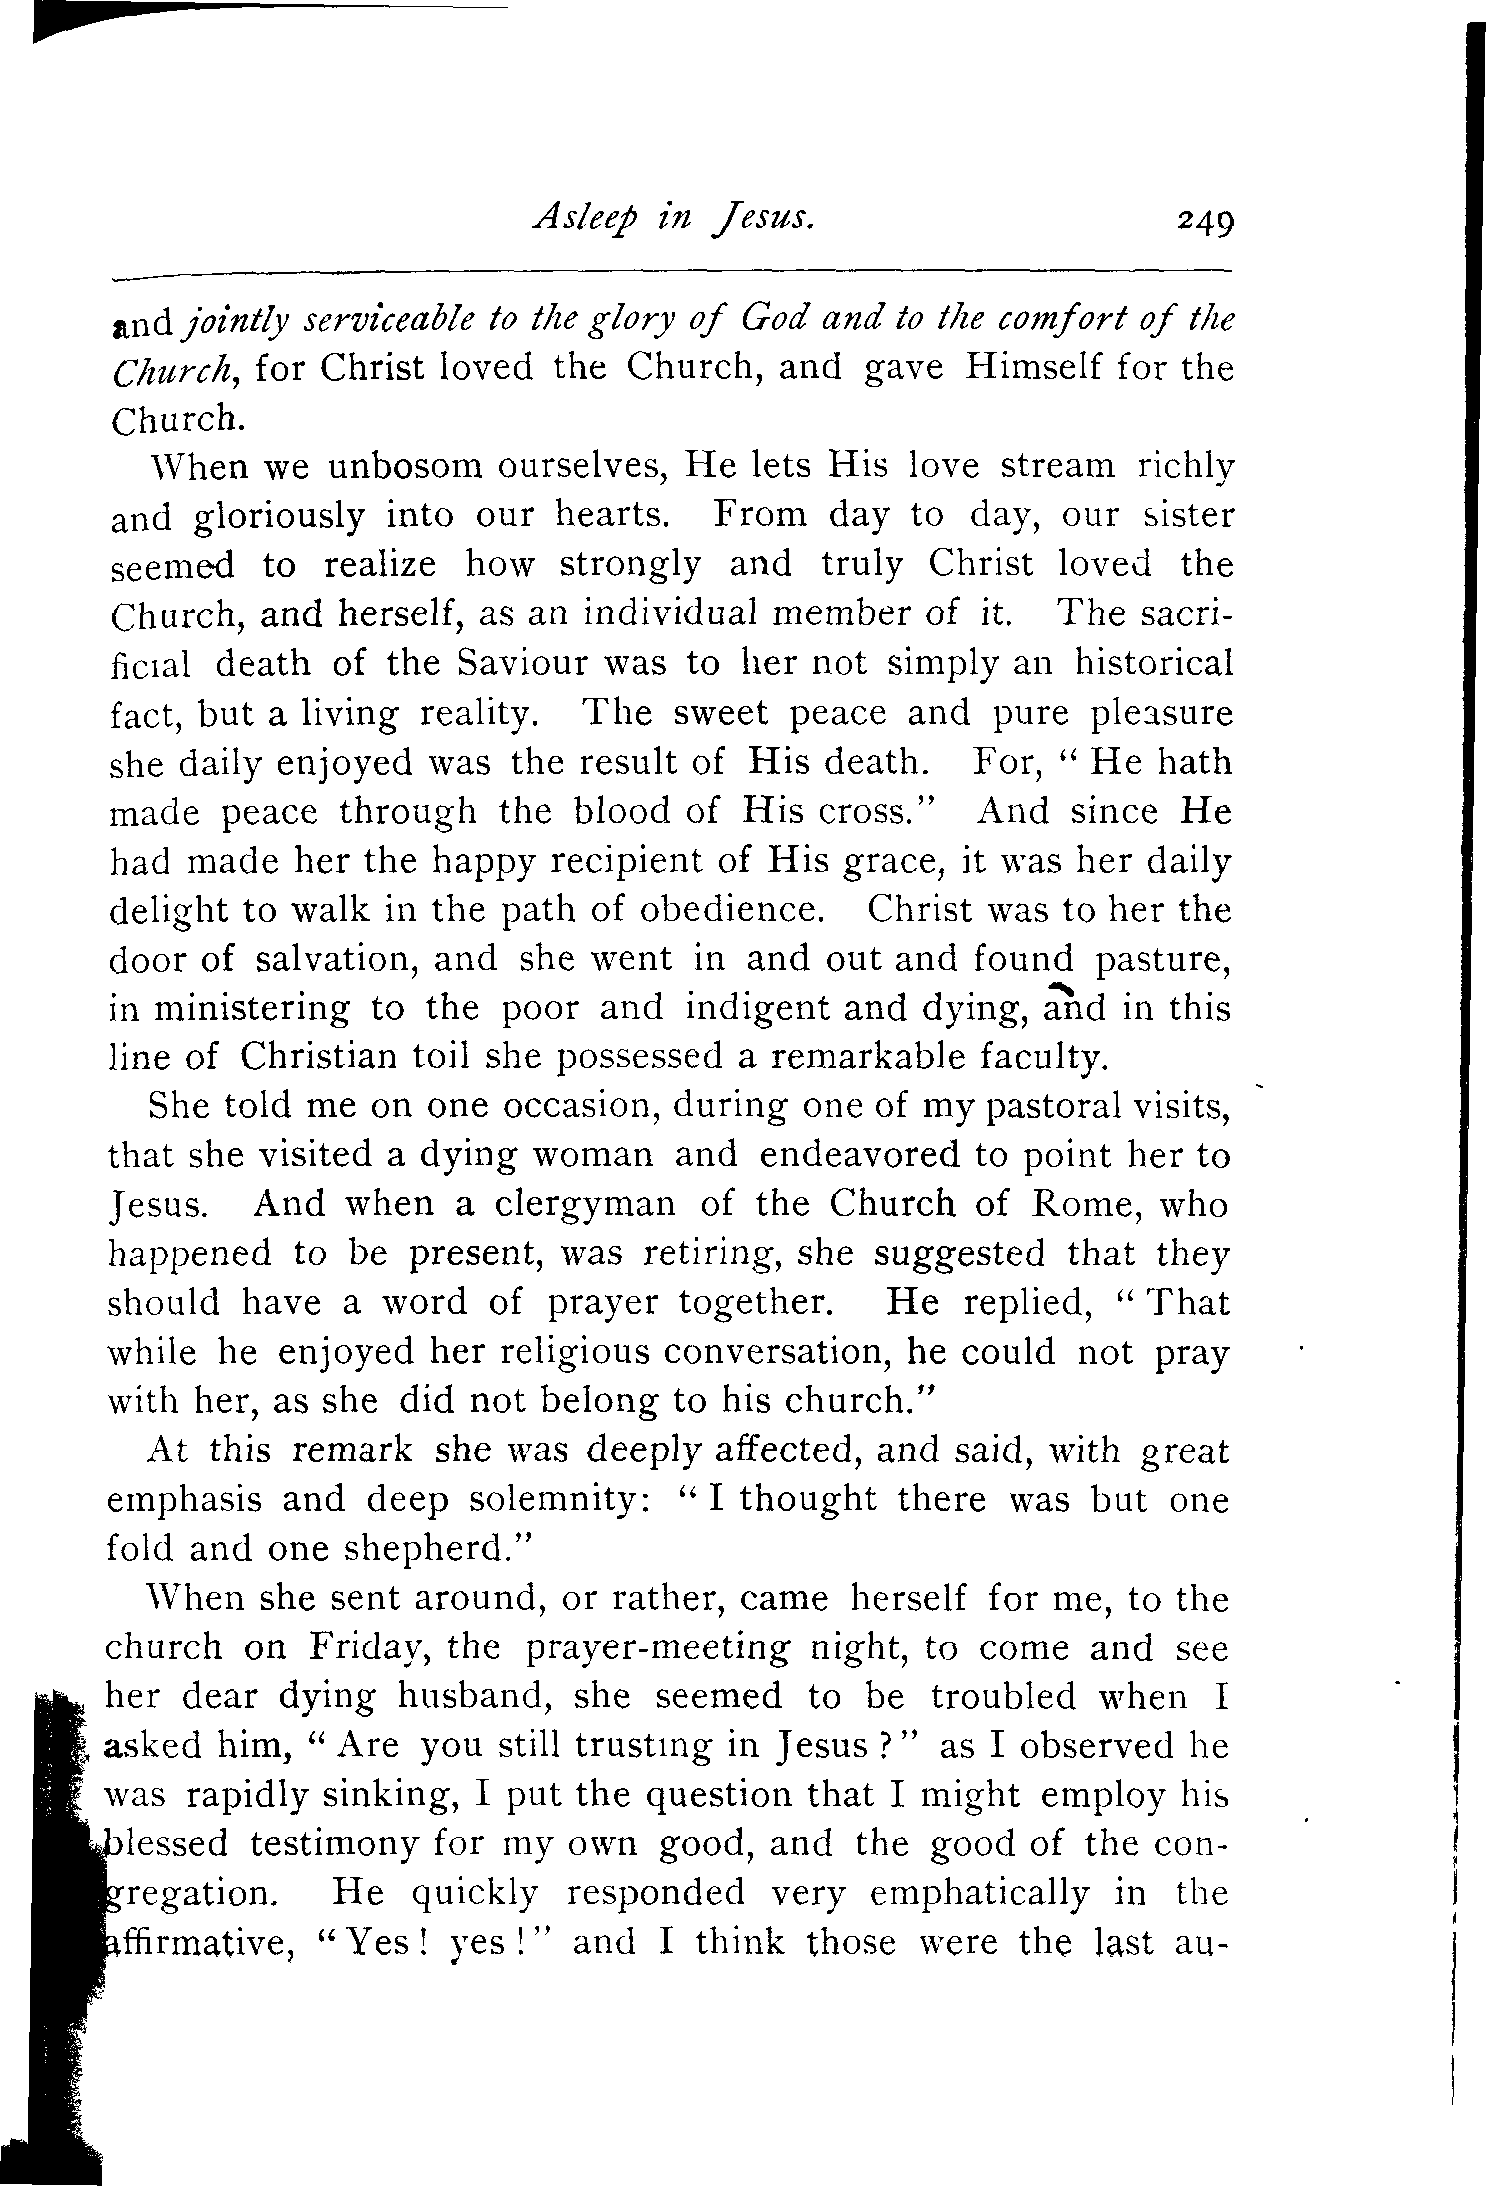 Asleep in Jesus. 249
and jointly serviceable to the glory of God and to the comfort of the
Church, for Christ loved the Church, and gave Himself for the
Church.
When we unbosom ourselves, He lets His love stream richly
and gloriously into our hearts. From day to day, our sister
seemed to realize how strongly and truly Christ loved the
Church, and herself, as an individual member of it. The sacri-
ficial death of the Saviour was to her not simply an historical
fact, but a living reality. The sweet peace and pure pleasure
she daily enjoyed was the result of His death. For, “ He hath
made peace through the blood of His cross.” And since He
had made her the happy recipient of His grace, it was her daily
delight to walk in the path of obedience. Christ was to her the
door of salvation, and she went in and out and found pasture,
in ministering to the poor and indigent and dying, and in this
line of Christian toil she possessed a remarkable faculty.
She told me on one occasion, during one of my pastoral visits,
that she visited a dying woman and endeavored to point her to
Jesus. And when a clergyman of the Church of Rome, who
happened to be present, was retiring, she suggested that they
should have a word of prayer together. He replied, “ That
while he enjoyed her religious conversation, he could not pray
with her, as she did not belong to his church.”
At this remark she was deeply affected, and said, with great
emphasis and deep solemnity: “ I thought there was but one
fold and one shepherd.”
When she sent around, or rather, came herself for me, to the
church on Friday, the prayer-meeting night, to come and see
her dear dying husband, she seemed to be troubled when I
asked him, “ Are you still trusting in Jesus ? ” as I observed he
was rapidly sinking, I put the question that I might employ his
blessed testimony for my own good, and the good of the con-
gregation. He quickly responded very emphatically in the
affirmative, “ Yes ! yes ! ” and I think those were the last au-